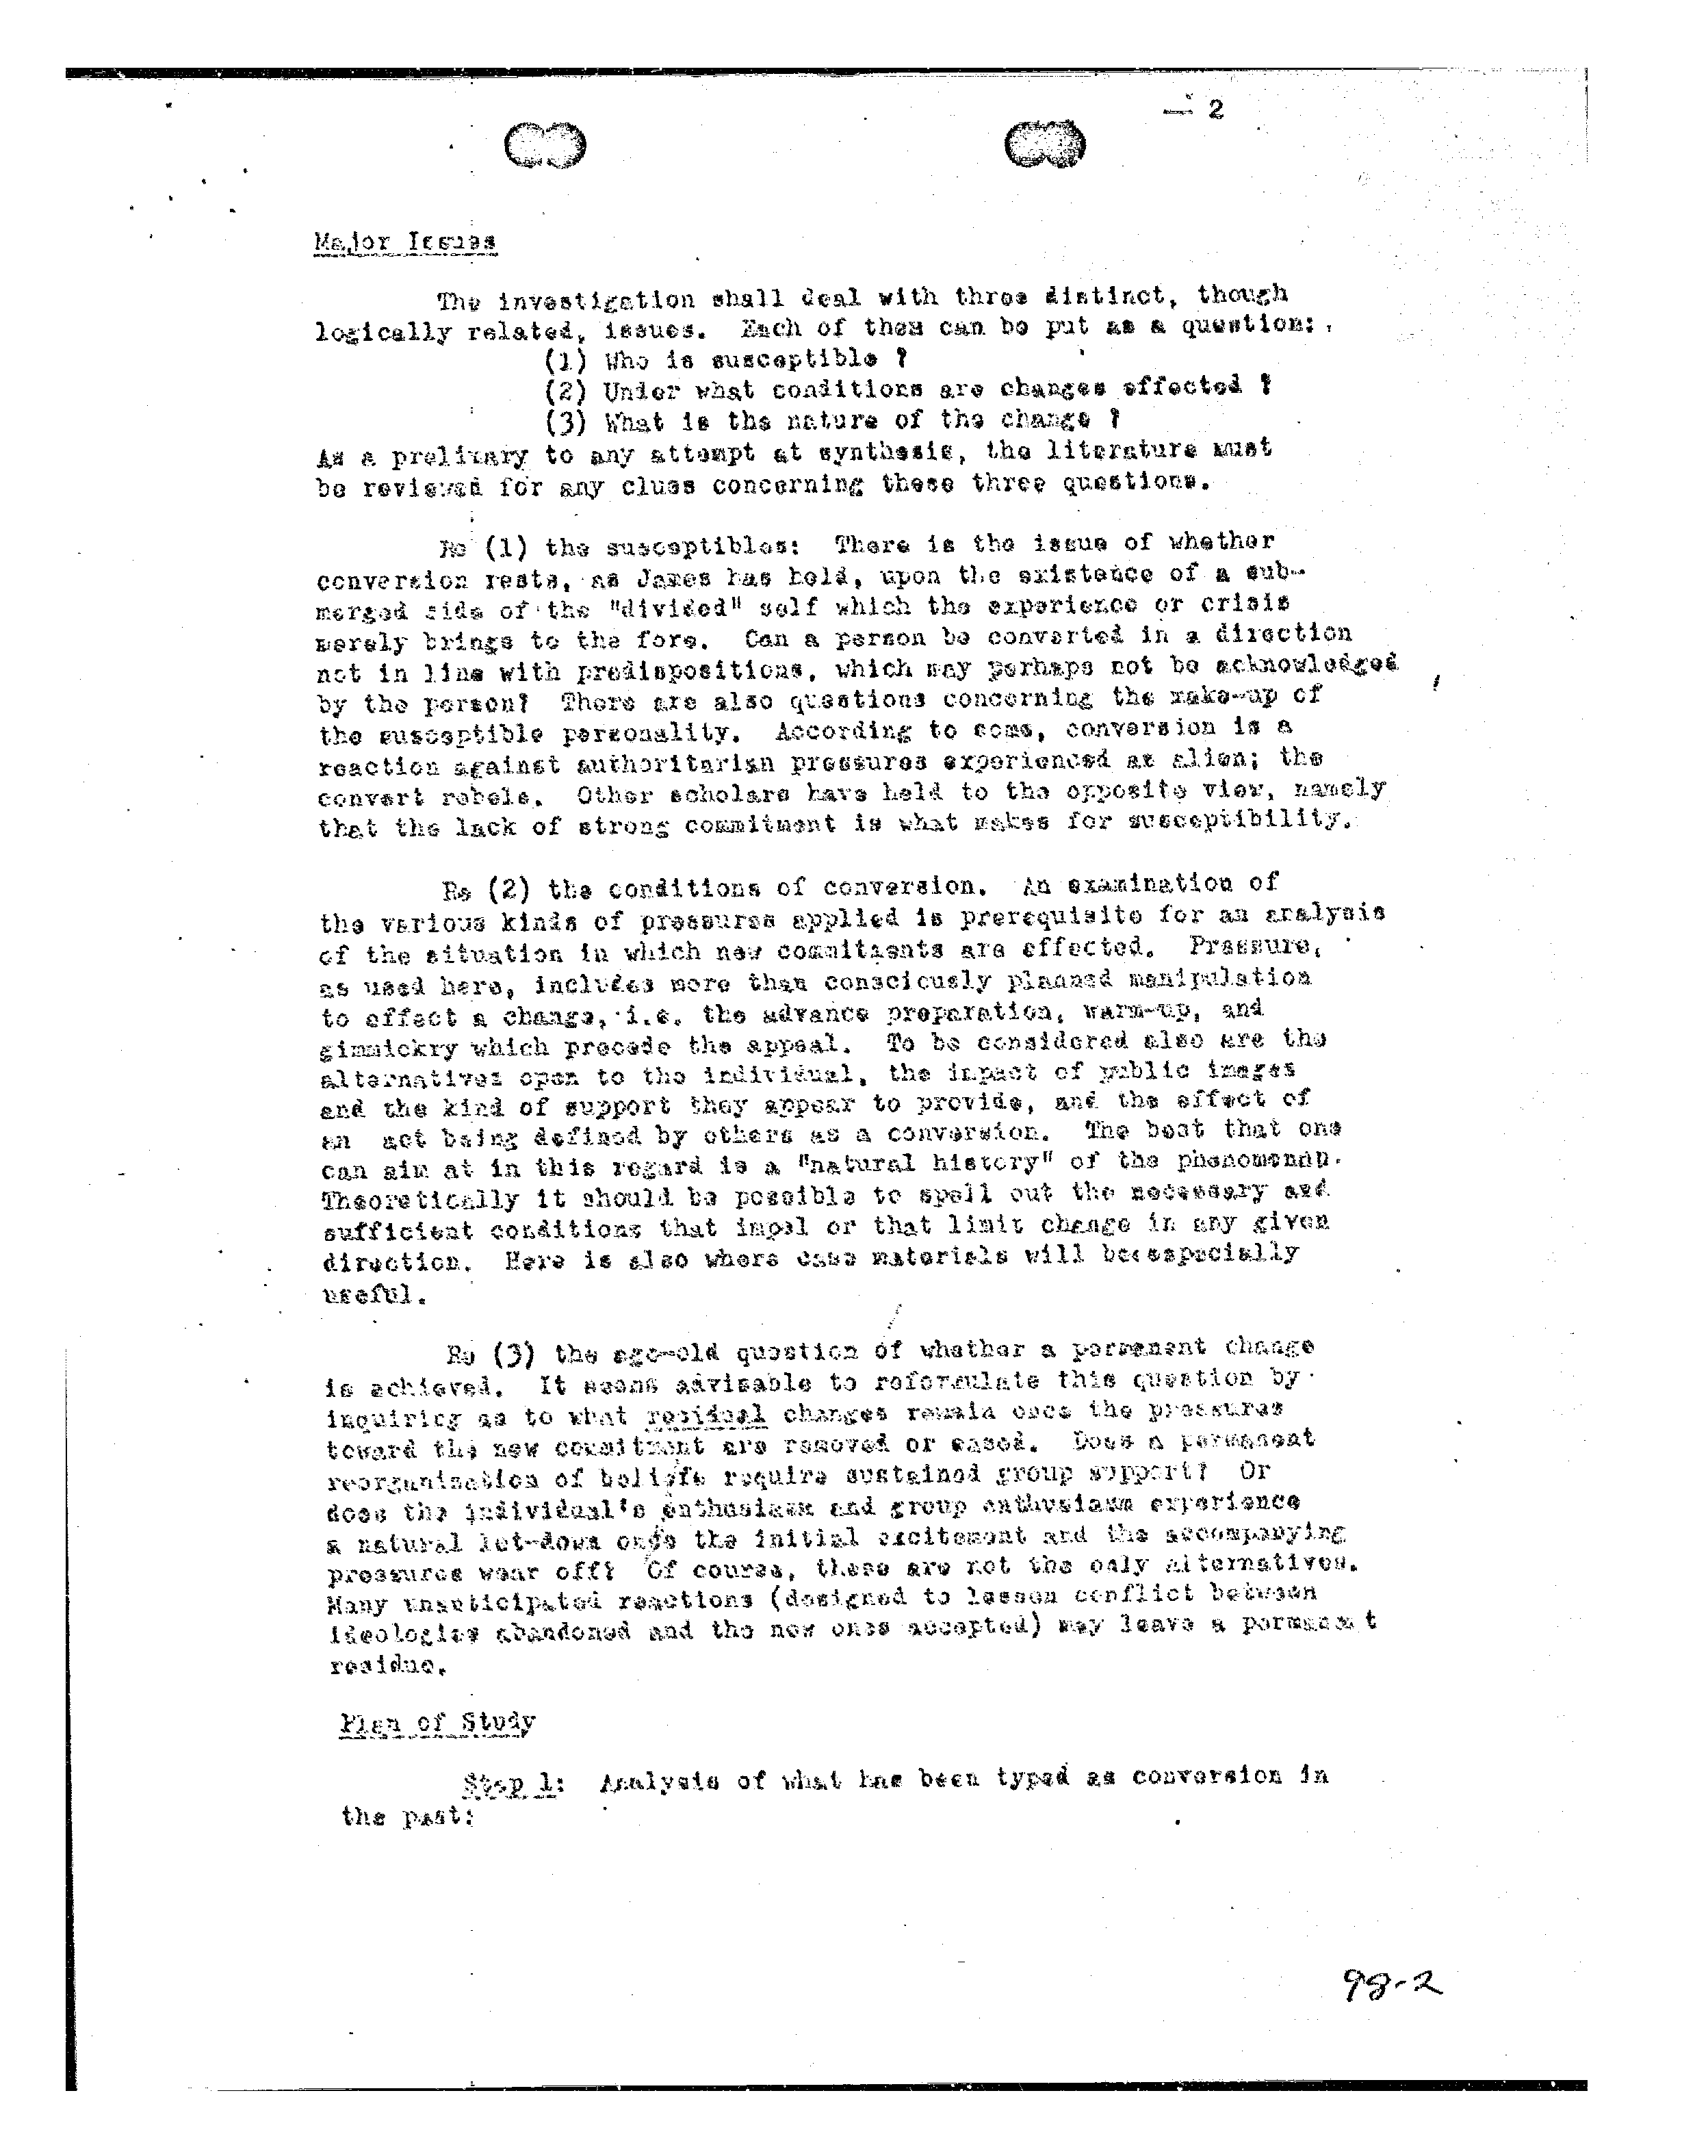 — 2
Major Issues
The investigation shall deal with three distinct, though
logically related, issues. Each of them can be put as a question:
(1) Who is susceptible ?
(2) Under what conditions are changes effected ?
(3) What is the nature of the change ?
As a prelimary to any attempt at synthesis, the literature must
be reviewed for any clues concerning these three questions.
Re (1) the susceptibles: There is the issue of whether
conversion rests, as James has held, upon the existence of a sub-
merged side of the "divided" self which the experience or crisis
merely brings to the fore. Can a person be converted in a direction
not in line with predispositions, which may perhaps not be acknowledged
by the person? There are also questions concerning the make-up of
the susceptible personality. According to some, conversion is a
reaction against authoritarian pressures experienced as alien; the
convert rebels. Other scholars have held to the opposite view, namely
that the lack of strong commitment is what makes for susceptibility.
Re (2) the conditions of conversion. An examination of
the various kinds of pressures applied is prerequisite for an analysis
of the situation in which new commitments are effected. Pressure,
as used here, includes more than consciously planned manipulation
to effect a change, i.e. the advance preparation, warm-up, and
gimmickry which precede the appeal. To be considered also are the
alternatives open to the individual, the impact of public images
and the kind of support they appear to provide, and the effect of
an act being defined by others as a conversion. The best that one
can aim at in this regard is a "natural history" of the phenomenon.
Theoretically it should be possible to spell out the necessary and
sufficient conditions that impel or that limit change in any given
direction. Here is also where case materials will be especially
useful.
Re (3) the age-old question of whether a permanent change
is achieved. It seems advisable to reformulate this question by
inquiring as to what residual changes remain once the pressures
toward the new commitment are removed or eased. Does a permanent
reorganization of beliefs require sustained group support? Or
does the individual's enthusiasm and group enthusiasm experience
a natural let-down once the initial excitement and the accompanying
pressures wear off? Of course, these are not the only alternatives.
Many unanticipated reactions (designed to lessen conflict between
ideologies abandoned and the new ones accepted) may leave a permanent
residue.
Plan of Study
Step 1: Analysis of what has been typed as conversion in
the past:
98-2